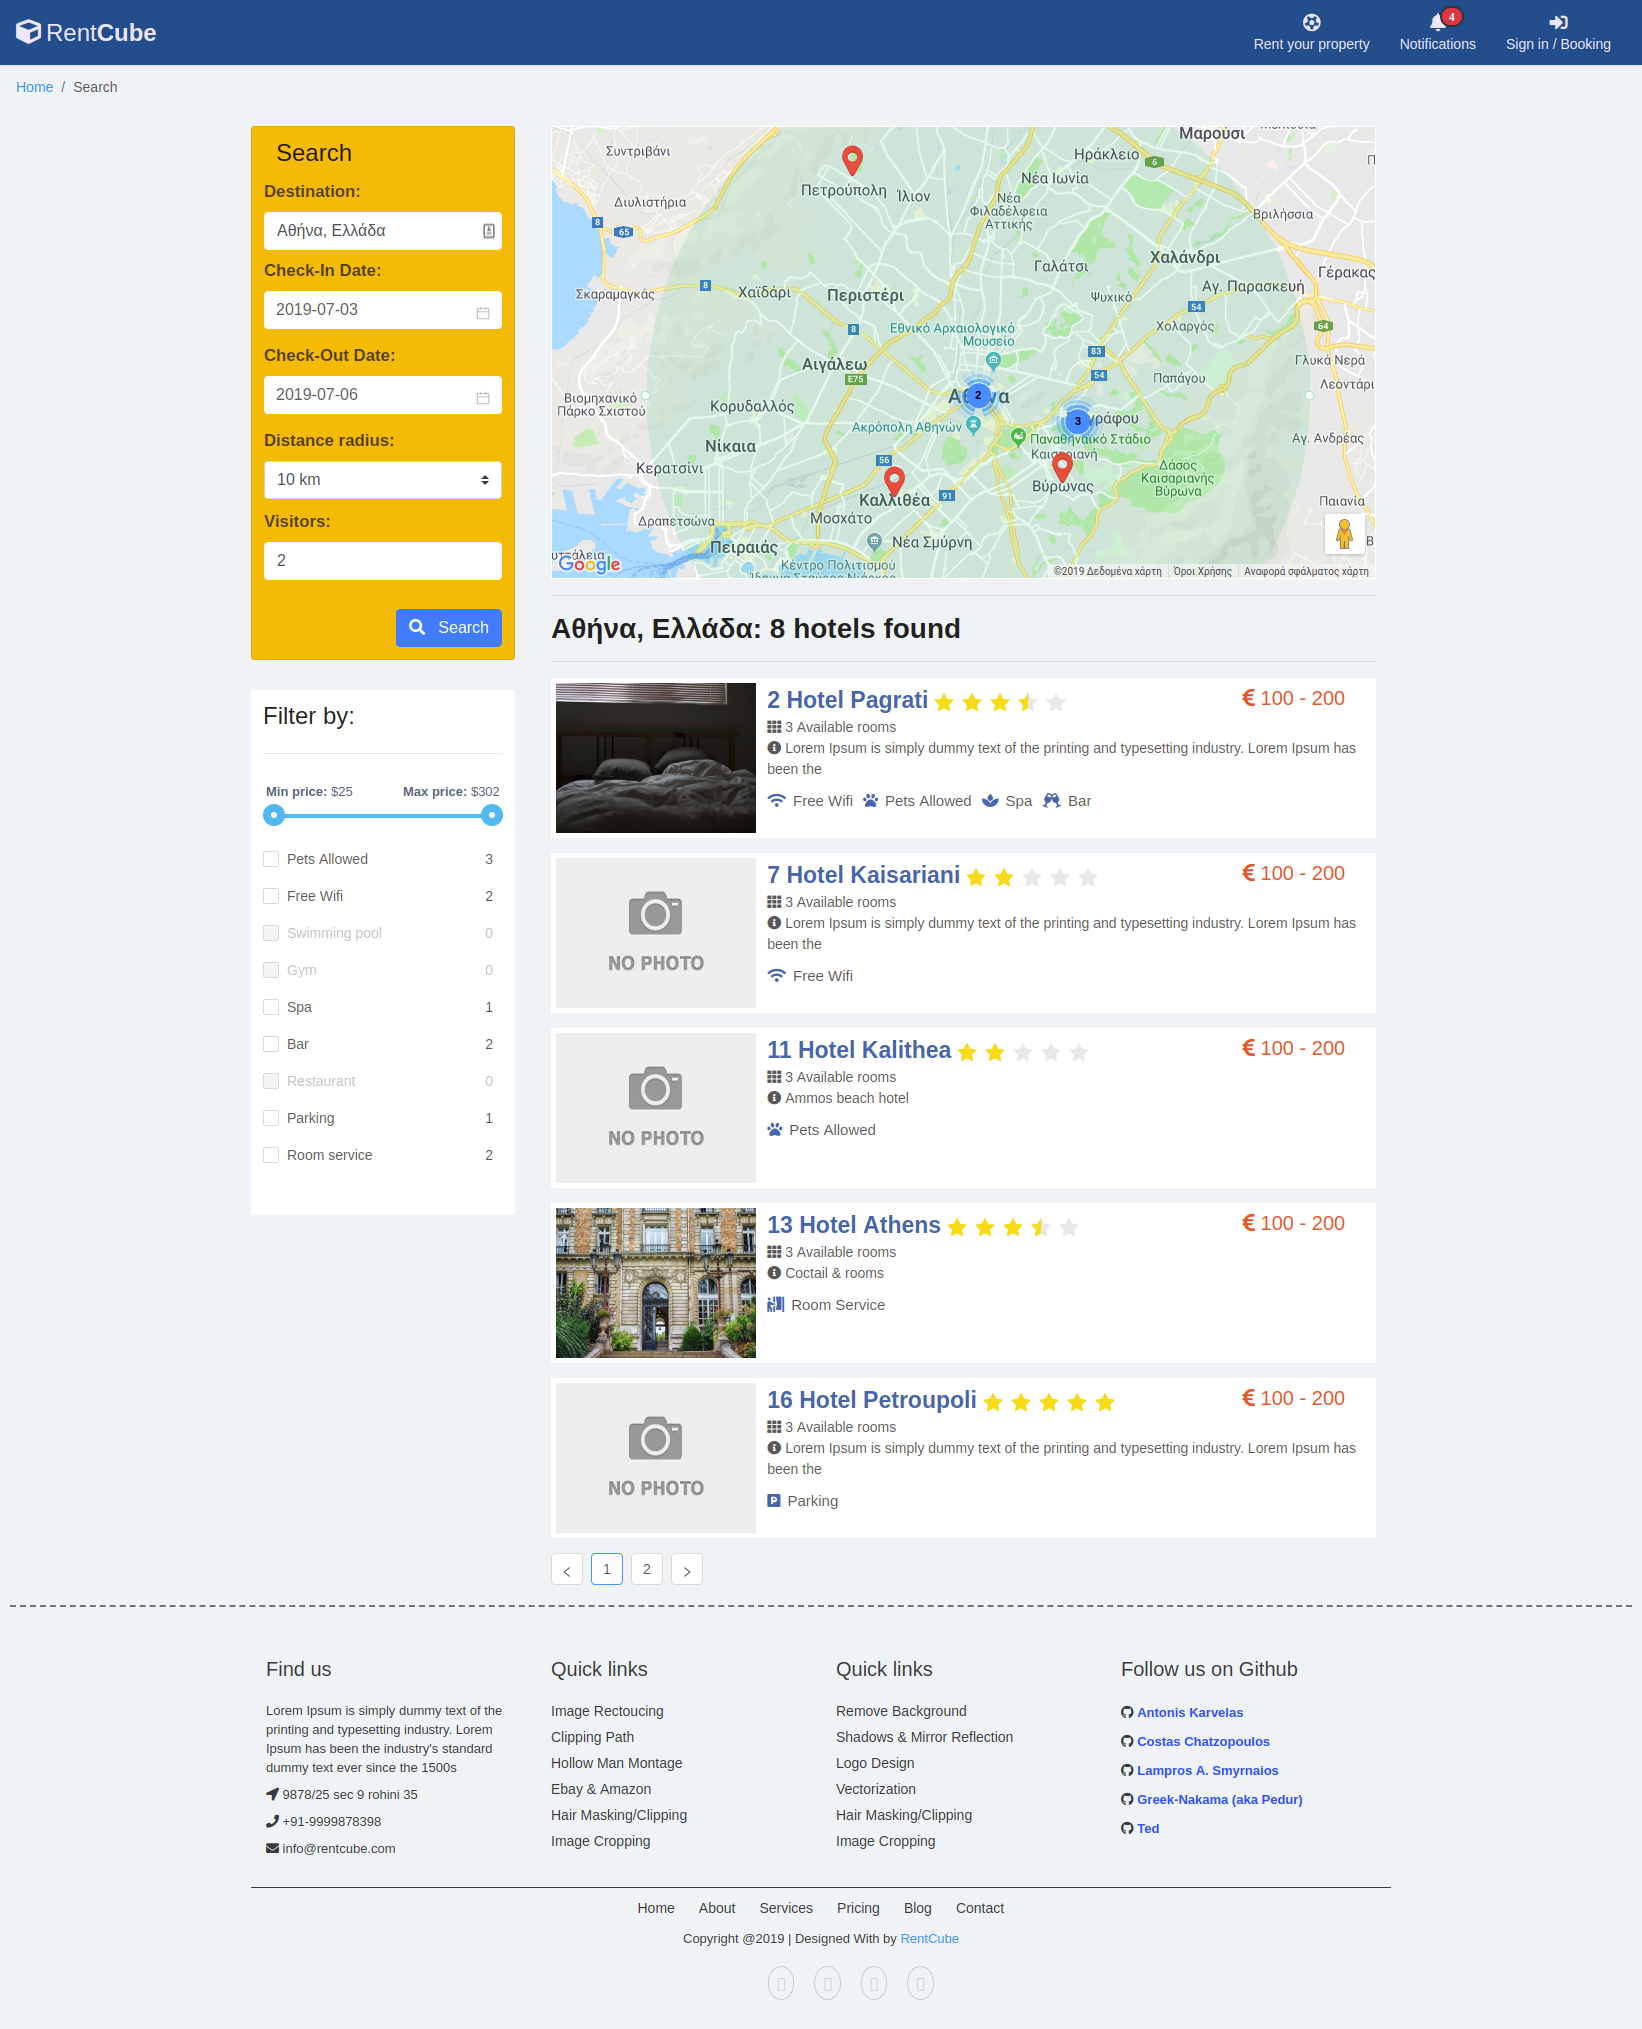 RentCube
Rent your property
4
Notifications
Sign in / Booking
Home / Search
Search
Destination:
Αθήνα, Ελλάδα
Check-In Date:
2019-07-03
Check-Out Date:
2019-07-06
Distance radius:
10 km
Visitors:
2
Search
Filter by:
Min price: $25
Max price: $302
Pets Allowed 3
Free Wifi 2
Swimming pool 0
Gym 0
Spa 1
Bar 2
Restaurant 0
Parking 1
Room service 2
Μαρούσι
Συντριβάνι
Ηράκλειο
6
Πετρούπολη
Ίλιον
Νέα Ιωνία
Διυλιστήρια
Νέα
Φιλαδέλφεια
Αττικής
Βριλήσσια
8
65
Χαλάνδρι
Γαλάτσι
Γέρακας
Σκαραμαγκάς
8
Χαϊδάρι
Περιστέρι
Ψυχικό
Αγ. Παρασκευή
54
8
Εθνικό Αρχαιολογικό
Μουσείο
Χολαργός
64
83
Αιγάλεω
Γλυκά Νερά
E75
54
Παπάγου
Λεοντάρι
Βιομηχανικό
Πάρκο Σχιστού
Κορυδαλλός
2
3
Ακρόπολη Αθηνών
Παναθηναϊκό Στάδιο
Αγ. Ανδρέας
Νίκαια
Καισαριανή
56
Κερατσίνι
Βύρωνας
Δάσος
Καισαριανής
Βύρωνα
Καλλιθέα
91
Παιανία
Δραπετσώνα
Μοσχάτο
Πειραιάς
Νέα Σμύρνη
Κέντρο Πολιτισμού
Google
©2019 Δεδομένα χάρτη
Όροι Χρήσης
Αναφορά σφάλματος χάρτη
Αθήνα, Ελλάδα: 8 hotels found
2 Hotel Pagrati
€ 100 - 200
3 Available rooms
Lorem Ipsum is simply dummy text of the printing and typesetting industry. Lorem Ipsum has
been the
Free Wifi Pets Allowed Spa Bar
NO PHOTO
7 Hotel Kaisariani
€ 100 - 200
3 Available rooms
Lorem Ipsum is simply dummy text of the printing and typesetting industry. Lorem Ipsum has
been the
Free Wifi
NO PHOTO
11 Hotel Kalithea
€ 100 - 200
3 Available rooms
Ammos beach hotel
Pets Allowed
13 Hotel Athens
€ 100 - 200
3 Available rooms
Coctail & rooms
Room Service
NO PHOTO
16 Hotel Petroupoli
€ 100 - 200
3 Available rooms
Lorem Ipsum is simply dummy text of the printing and typesetting industry. Lorem Ipsum has
been the
P Parking
< 1 2 >
Find us
Lorem Ipsum is simply dummy text of the
printing and typesetting industry. Lorem
Ipsum has been the industry's standard
dummy text ever since the 1500s
9878/25 sec 9 rohini 35
+91-9999878398
info@rentcube.com
Quick links
Image Rectoucing
Clipping Path
Hollow Man Montage
Ebay & Amazon
Hair Masking/Clipping
Image Cropping
Quick links
Remove Background
Shadows & Mirror Reflection
Logo Design
Vectorization
Hair Masking/Clipping
Image Cropping
Follow us on Github
Antonis Karvelas
Costas Chatzopoulos
Lampros A. Smyrnaios
Greek-Nakama (aka Pedur)
Ted
Home About Services Pricing Blog Contact
Copyright @2019 | Designed With by RentCube